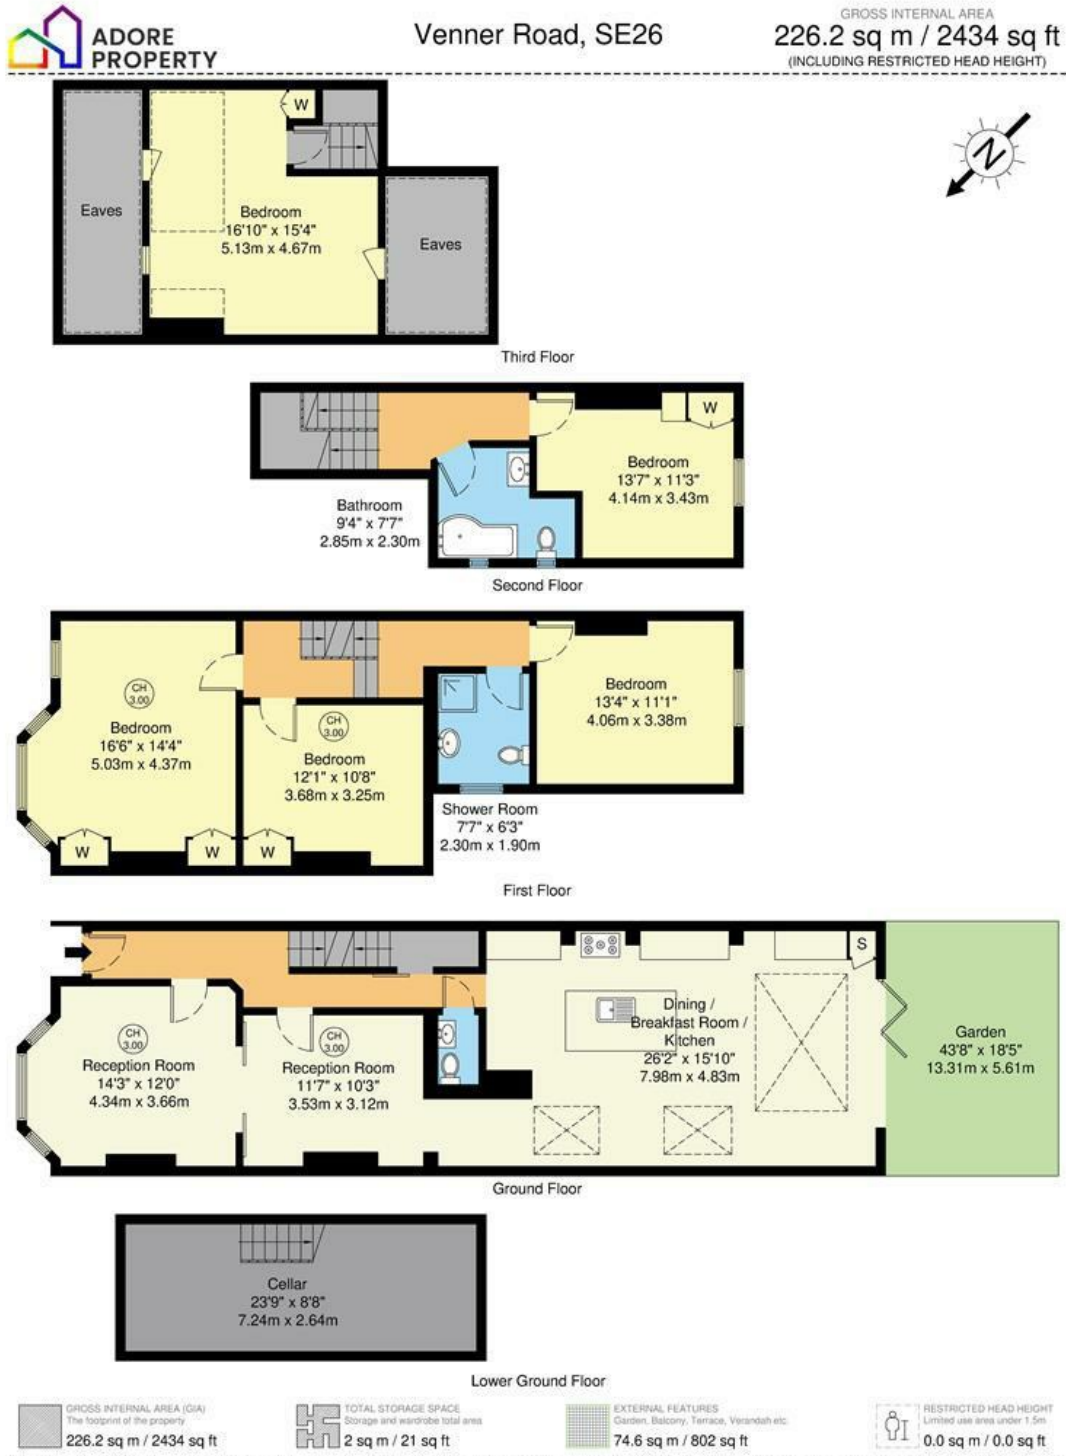 ADORE
PROPERTY
Venner Road, SE26
GROSS INTERNAL AREA
226.2 sq m / 2434 sq ft
(INCLUDING RESTRICTED HEAD HEIGHT)
N
W
Eaves
Bedroom
16'10" x 15'4"
5.13m x 4.67m
Eaves
Third Floor
W
Bedroom
13'7" x 11'3"
4.14m x 3.43m
Bathroom
9'4" x 7'7"
2.85m x 2.30m
Second Floor
CH
3.00
Bedroom
16'6" x 14'4"
5.03m x 4.37m
W
W
CH
3.00
Bedroom
12'1" x 10'8"
3.68m x 3.25m
W
Bedroom
13'4" x 11'1"
4.06m x 3.38m
Shower Room
7'7" x 6'3"
2.30m x 1.90m
First Floor
CH
3.00
Reception Room
14'3" x 12'0"
4.34m x 3.66m
CH
3.00
Reception Room
11'7" x 10'3"
3.53m x 3.12m
S
Dining /
Breakfast Room /
Kitchen
26'2" x 15'10"
7.98m x 4.83m
Garden
43'8" x 18'5"
13.31m x 5.61m
Ground Floor
Cellar
23'9" x 8'8"
7.24m x 2.64m
Lower Ground Floor
GROSS INTERNAL AREA (GIA)
The footprint of the property
226.2 sq m / 2434 sq ft
TOTAL STORAGE SPACE
Storage and wardrobe total area
2 sq m / 21 sq ft
EXTERNAL FEATURES
Garden, Balcony, Terrace, Verandah etc.
74.6 sq m / 802 sq ft
RESTRICTED HEAD HEIGHT
Limited use area under 1.5m
0.0 sq m / 0.0 sq ft